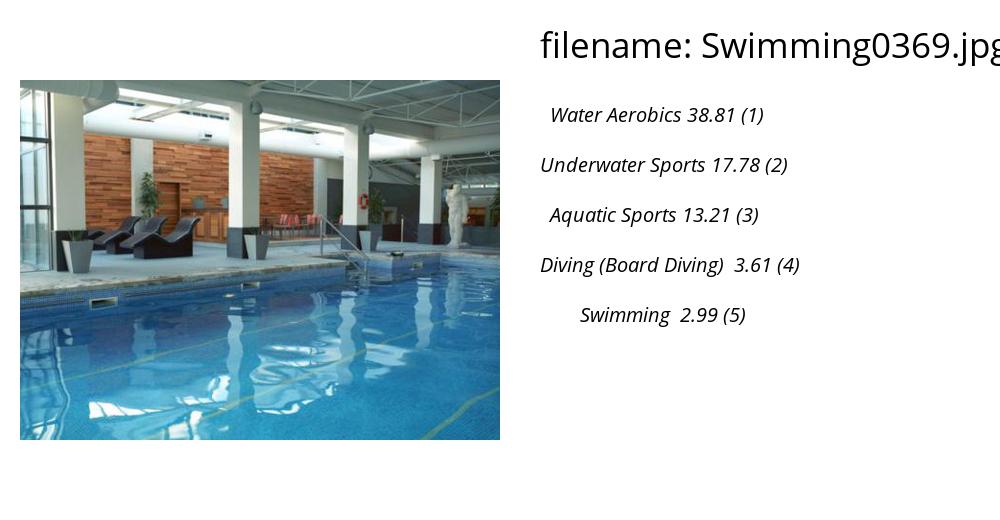 filename: Swimming0369.jpg
Water Aerobics 38.81 (1)
Underwater Sports 17.78 (2)
Aquatic Sports 13.21 (3)
Diving (Board Diving) 3.61 (4)
Swimming 2.99 (5)